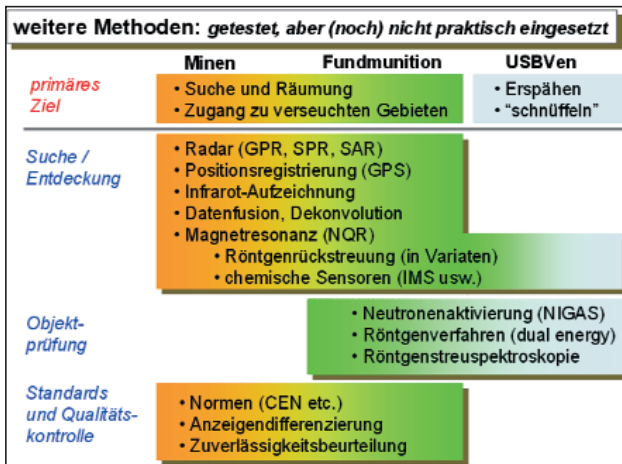 weitere Methoden: getestet, aber (noch) nicht praktisch eingesetzt
Minen Fundmunition USBVen
primäres
Ziel
• Suche und Räumung
• Zugang zu verseuchten Gebieten
• Erspähen
• “schnüffeln”
Suche /
Entdeckung
• Radar (GPR, SPR, SAR)
• Positionsregistrierung (GPS)
• Infrarot-Aufzeichnung
• Datenfusion, Dekonvolution
• Magnetresonanz (NQR)
• Röntgenrückstreuung (in Variaten)
• chemische Sensoren (IMS usw.)
Objekt-
prüfung
• Neutronenaktivierung (NIGAS)
• Röntgenverfahren (dual energy)
• Röntgenstreuspektroskopie
Standards
und Qualitäts-
kontrolle
• Normen (CEN etc.)
• Anzeigendifferenzierung
• Zuverlässigkeitsbeurteilung